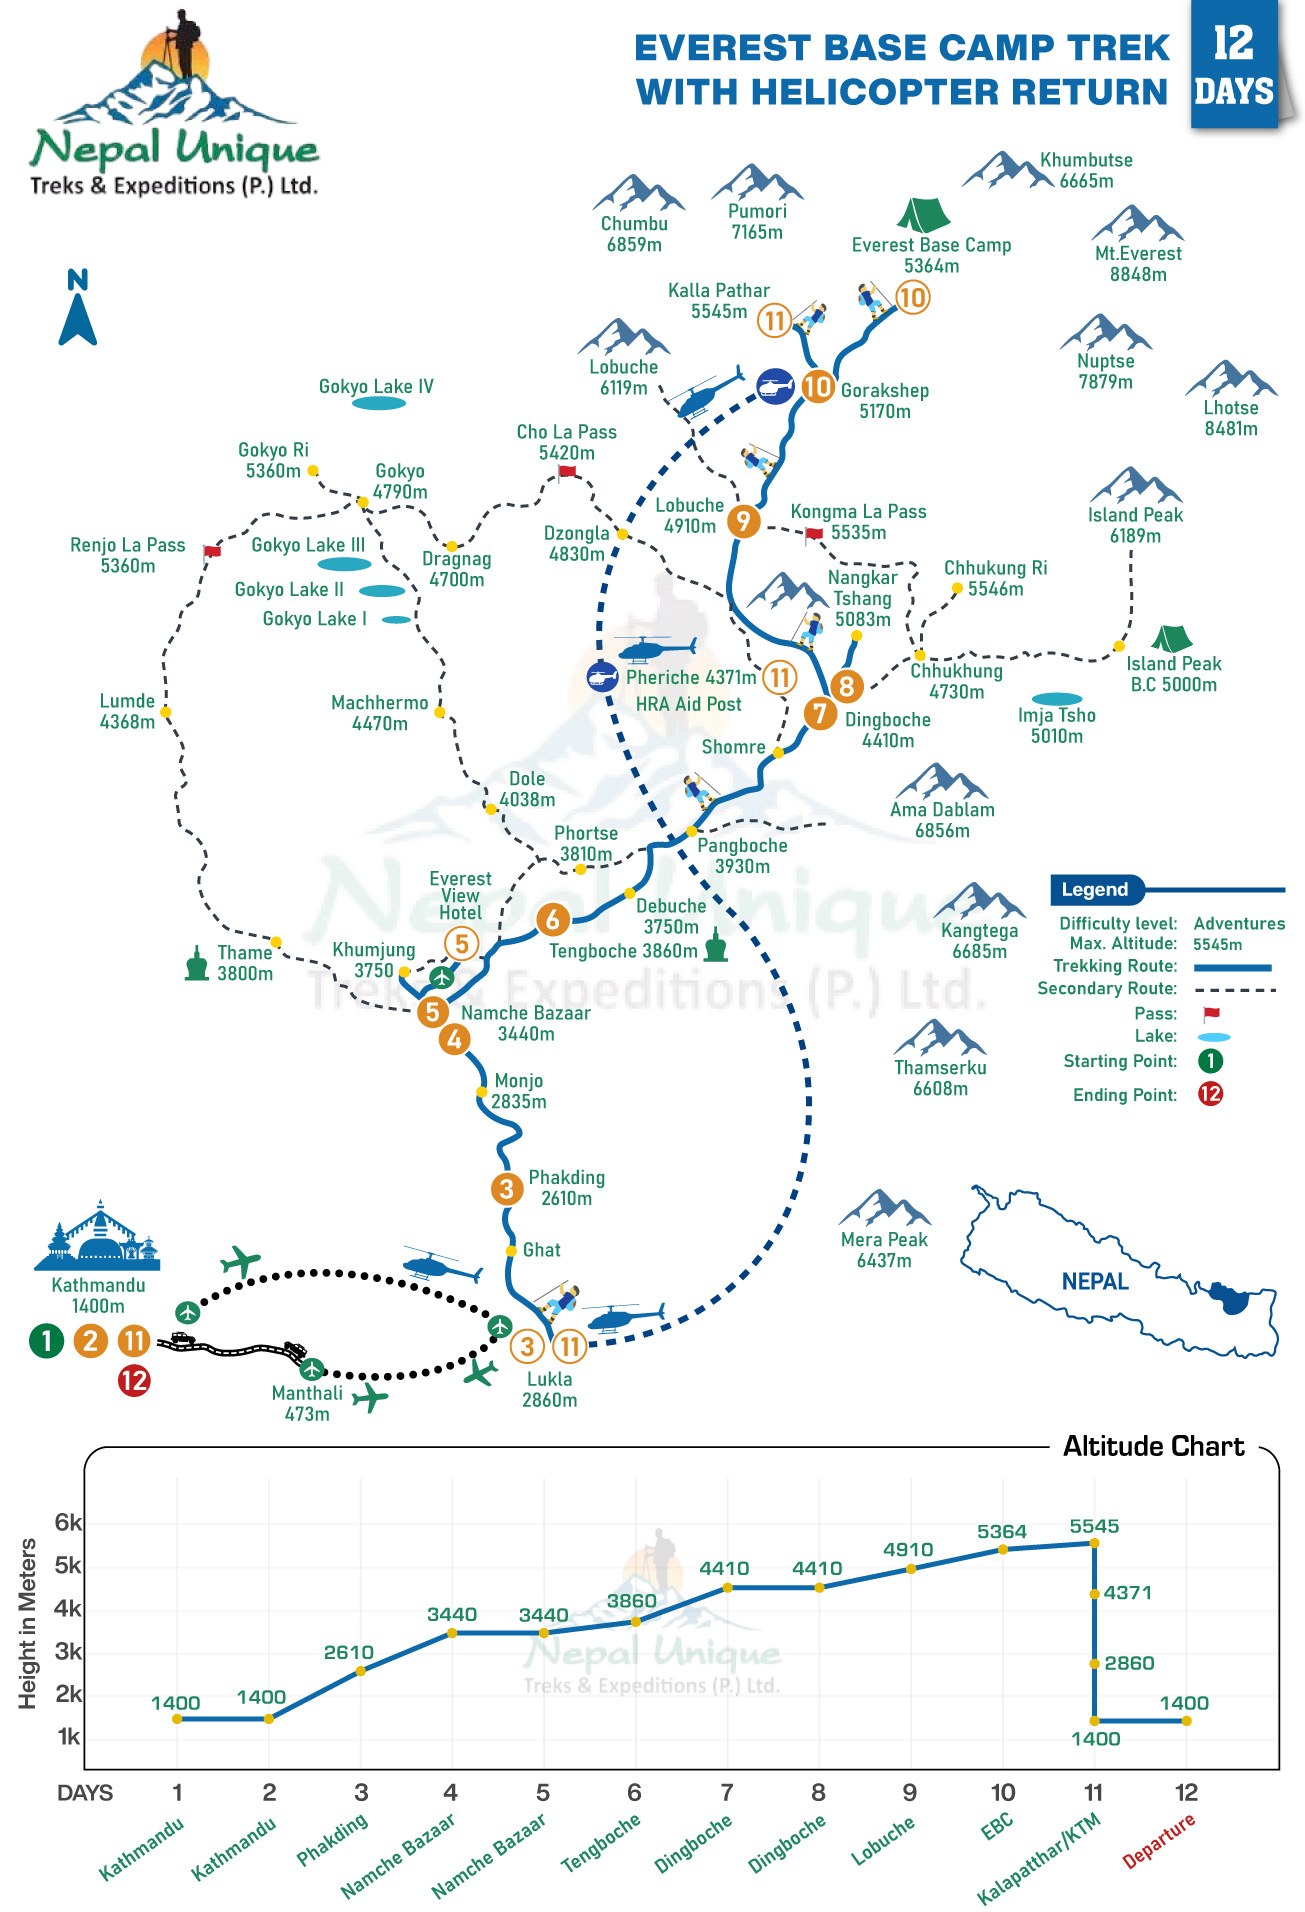 EVEREST BASE CAMP TREK
WITH HELICOPTER RETURN
12
DAYS
Nepal Unique
Treks & Expeditions (P.) Ltd.
N
Khumbutse
6665m
Chumbu
6859m
Pumori
7165m
Everest Base Camp
5364m
Mt.Everest
8848m
Kalla Pathar
5545m
11
10
Lobuche
6119m
Nuptse
7879m
Lhotse
8481m
10
Gorakshep
5170m
Gokyo Lake IV
Cho La Pass
5420m
Gokyo Ri
5360m
Gokyo
4790m
Lobuche
4910m
9
Kongma La Pass
5535m
Island Peak
6189m
Renjo La Pass
5360m
Gokyo Lake III
Dragnag
4700m
Dzongla
4830m
Gokyo Lake II
Gokyo Lake I
Nangkar
Tshang
5083m
Chhukung Ri
5546m
Pheriche 4371m
HRA Aid Post
11
8
7
Dingboche
4410m
Chhukhung
4730m
Island Peak
B.C 5000m
Imja Tsho
5010m
Lumde
4368m
Machhermo
4470m
Shomre
Dole
4038m
Ama Dablam
6856m
Phortse
3810m
Pangboche
3930m
Everest
View
Hotel
5
6
Debuche
3750m
Tengboche 3860m
Kangtega
6685m
Thame
3800m
Khumjung
3750
5
4
Namche Bazaar
3440m
Nepal Unique
Treks & Expeditions (P.) Ltd.
Legend
Difficulty level: Adventures
Max. Altitude: 5545m
Trekking Route:
Secondary Route:
Pass:
Lake:
Starting Point: 1
Ending Point: 12
Thamserku
6608m
Monjo
2835m
3
Phakding
2610m
Ghat
Mera Peak
6437m
NEPAL
Kathmandu
1400m
1 2 11
12
Manthali
473m
3 11
Lukla
2860m
Altitude Chart
Height in Meters
6k
5k
4k
3k
2k
1k
1400
1400
2610
3440
3440
3860
4410
4410
4910
5364
5545
4371
2860
1400
1400
Nepal Unique
Treks & Expeditions (P.) Ltd.
DAYS 1 2 3 4 5 6 7 8 9 10 11 12
Kathmandu
Kathmandu
Phakding
Namche Bazaar
Namche Bazaar
Tengboche
Dingboche
Dingboche
Lobuche
EBC
Kalapatthar/KTM
Departure